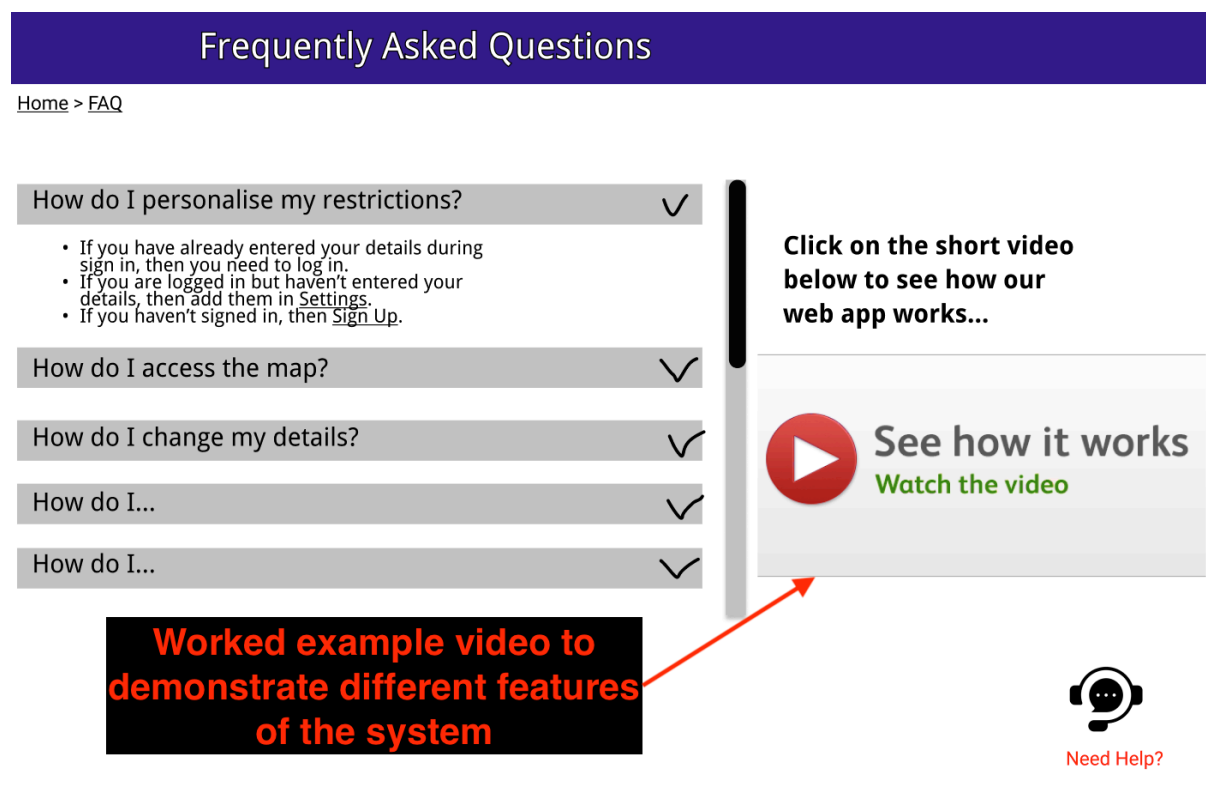 Frequently Asked Questions
Home > FAQ
How do I personalise my restrictions?
• If you have already entered your details during
sign in, then you need to log in.
• If you are logged in but haven't entered your
details, then add them in Settings.
• If you haven't signed in, then Sign Up.
How do I access the map?
How do I change my details?
How do I...
How do I...
Click on the short video
below to see how our
web app works...
See how it works
Watch the video
Worked example video to
demonstrate different features
of the system
Need Help?